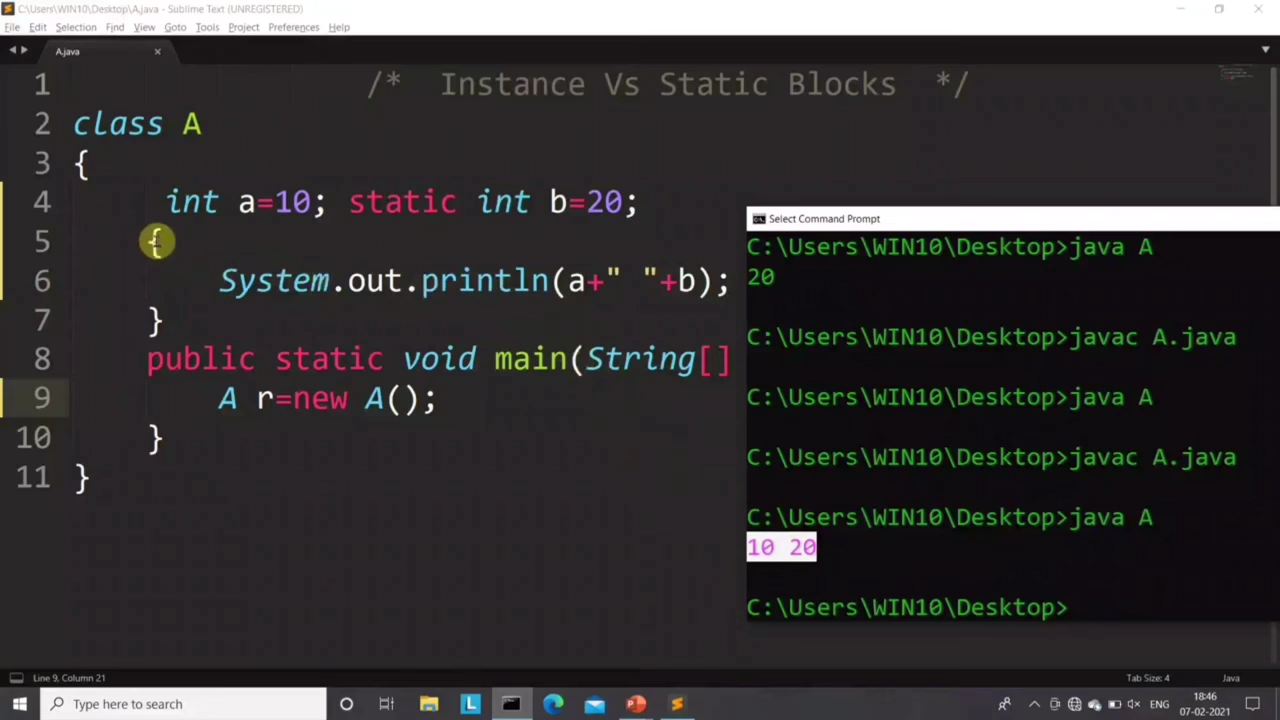 C:\Users\WIN10\Desktop\A.java - Sublime Text (UNREGISTERED)
File Edit Selection Find View Goto Tools Project Preferences Help
A.java
1 /* Instance Vs Static Blocks */
2 class A
3 {
4 int a=10; static int b=20;
5 {
6 System.out.println(a+" "+b);
7 }
8 public static void main(String[]
9 A r=new A();
10 }
11 }
Select Command Prompt
C:\Users\WIN10\Desktop>java A
20
C:\Users\WIN10\Desktop>javac A.java
C:\Users\WIN10\Desktop>java A
C:\Users\WIN10\Desktop>javac A.java
C:\Users\WIN10\Desktop>java A
10 20
C:\Users\WIN10\Desktop>
Line 9, Column 21
Tab Size: 4
Java
Type here to search
L
ENG
18:46
07-02-2021